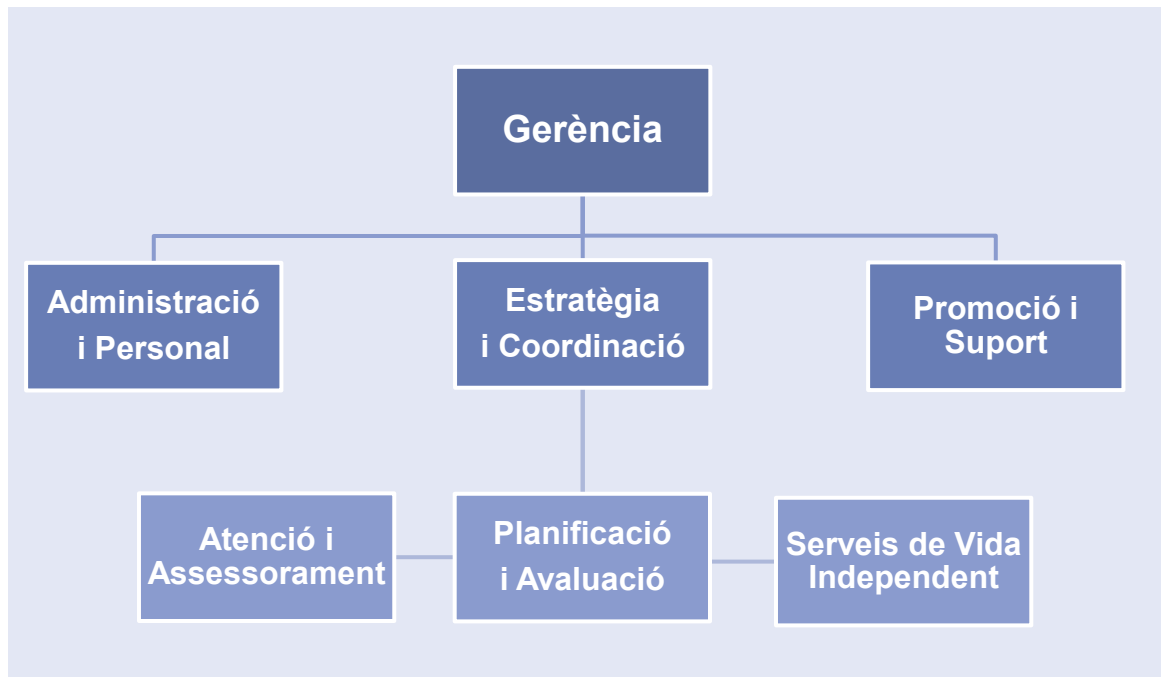 Gerència
Administració
i Personal
Estratègia
i Coordinació
Promoció i
Suport
Atenció i
Assessorament
Planificació
i Avaluació
Serveis de Vida
Independent